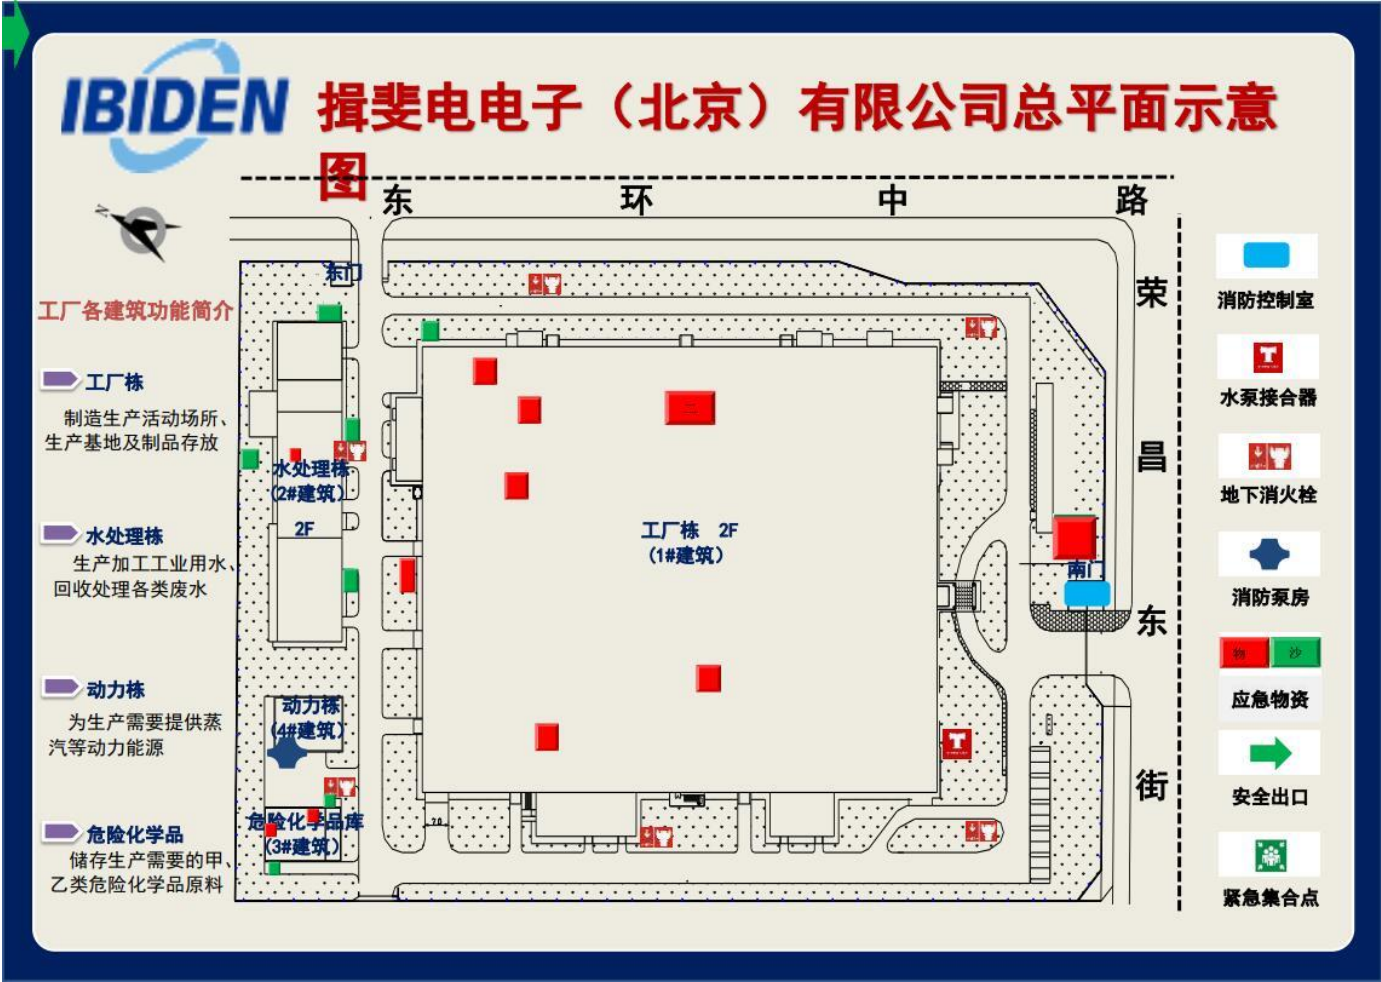 IBIDEN
揖斐电电子（北京）有限公司总平面示意
图
东 环 中 路
N
工厂各建筑功能简介
工厂栋
制造生产活动场所、
生产基地及制品存放
水处理栋
生产加工工业用水、
回收处理各类废水
动力栋
为生产需要提供蒸
汽等动力能源
危险化学品
储存生产需要的甲、
乙类危险化学品原料
东门
水处理栋
（2#建筑）
2F
动力栋
（4#建筑）
危险化学品库
（3#建筑）
二
工厂栋 2F
（1#建筑）
7.0
南门
荣
昌
东
街
消防控制室
水泵接合器
地下消火栓
消防泵房
物 沙
应急物资
安全出口
紧急集合点